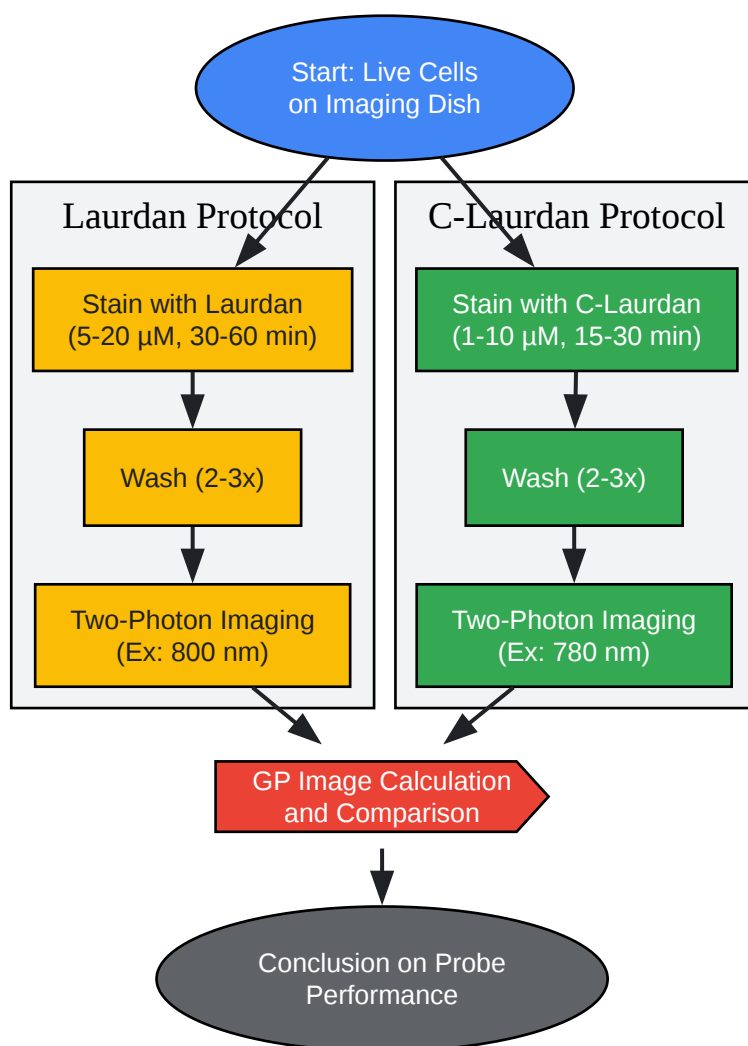 Start: Live Cells
on Imaging Dish
Laurdan Protocol
Stain with Laurdan
(5-20 µM, 30-60 min)
Wash (2-3x)
Two-Photon Imaging
(Ex: 800 nm)
C-Laurdan Protocol
Stain with C-Laurdan
(1-10 µM, 15-30 min)
Wash (2-3x)
Two-Photon Imaging
(Ex: 780 nm)
GP Image Calculation
and Comparison
Conclusion on Probe
Performance